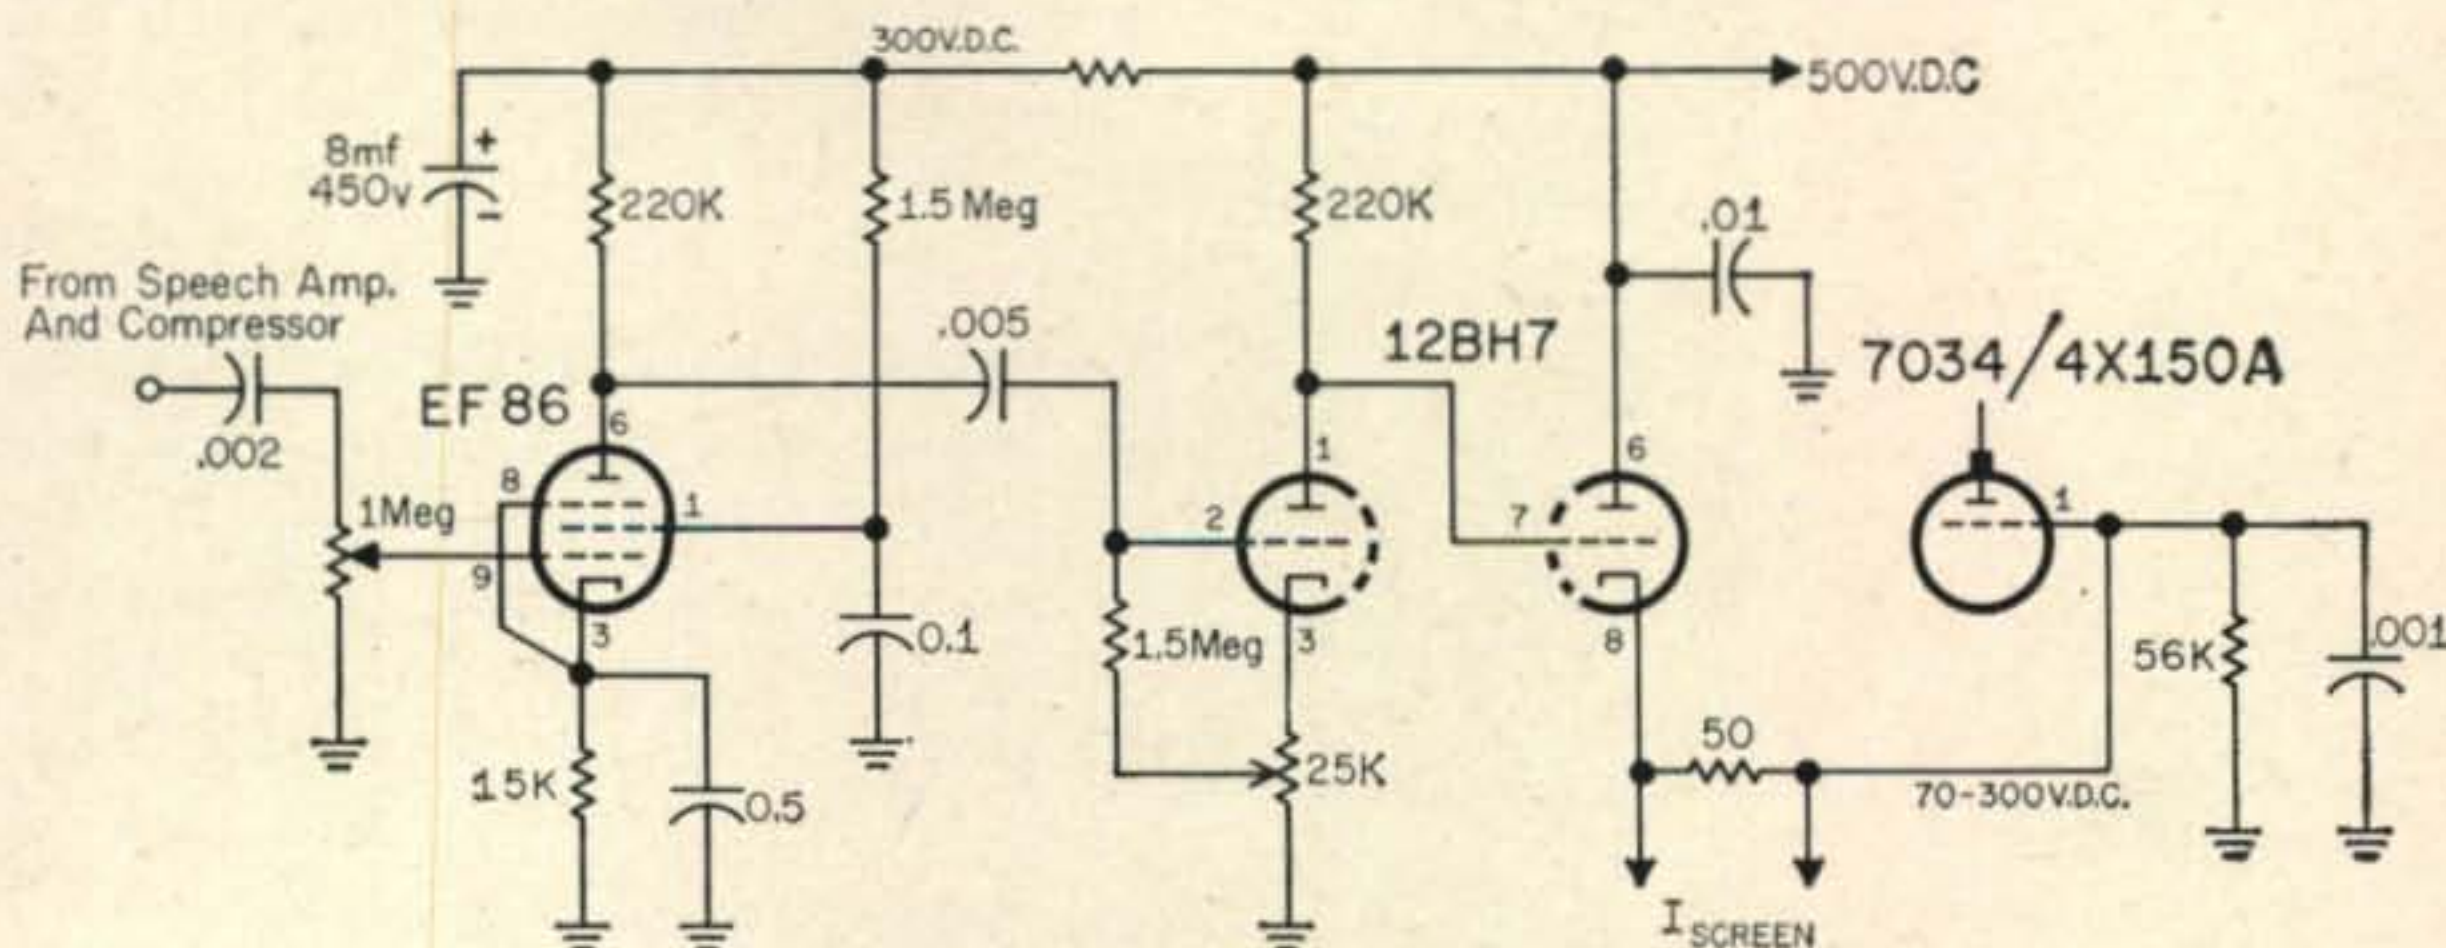 300V.D.C.
500V.D.C
8mf
450v
+
-
220K
1.5 Meg
220K
.01
From Speech Amp.
And Compressor
.002
EF86
.005
12BH7
7034/4X150A
6
8
1
9
3
1Meg
1
2
3
6
7
8
1
15K
0.5
0.1
1.5Meg
25K
50
56K
.001
70-300V.D.C.
I SCREEN